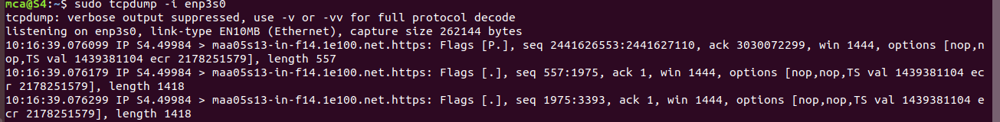 mca@S4:~$ sudo tcpdump -i enp3s0
tcpdump: verbose output suppressed, use -v or -vv for full protocol decode
listening on enp3s0, link-type EN10MB (Ethernet), capture size 262144 bytes
10:16:39.076099 IP S4.49984 > maa05s13-in-f14.1e100.net.https: Flags [P.], seq 2441626553:2441627110, ack 3030072299, win 1444, options [nop,n
op,TS val 1439381104 ecr 2178251579], length 557
10:16:39.076179 IP S4.49984 > maa05s13-in-f14.1e100.net.https: Flags [.], seq 557:1975, ack 1, win 1444, options [nop,nop,TS val 1439381104 ec
r 2178251579], length 1418
10:16:39.076299 IP S4.49984 > maa05s13-in-f14.1e100.net.https: Flags [.], seq 1975:3393, ack 1, win 1444, options [nop,nop,TS val 1439381104 e
cr 2178251579], length 1418